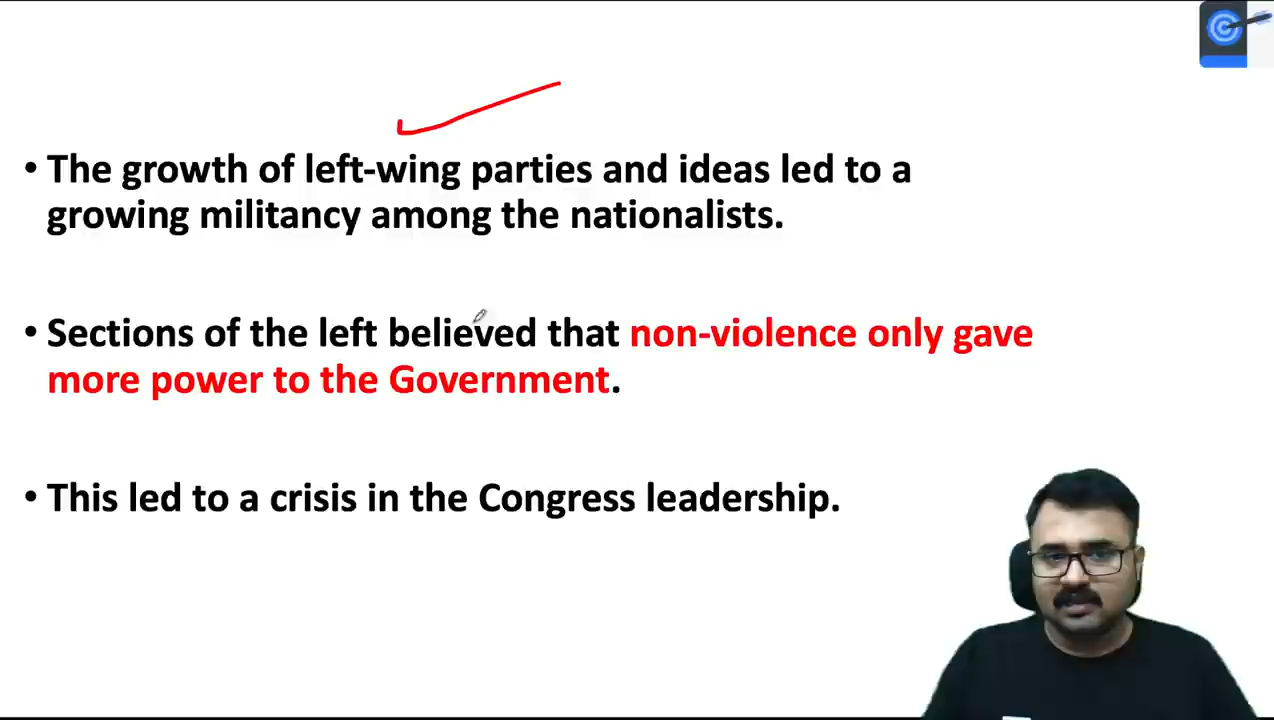 • The growth of left-wing parties and ideas led to a
growing militancy among the nationalists.
• Sections of the left believed that non-violence only gave
more power to the Government.
• This led to a crisis in the Congress leadership.